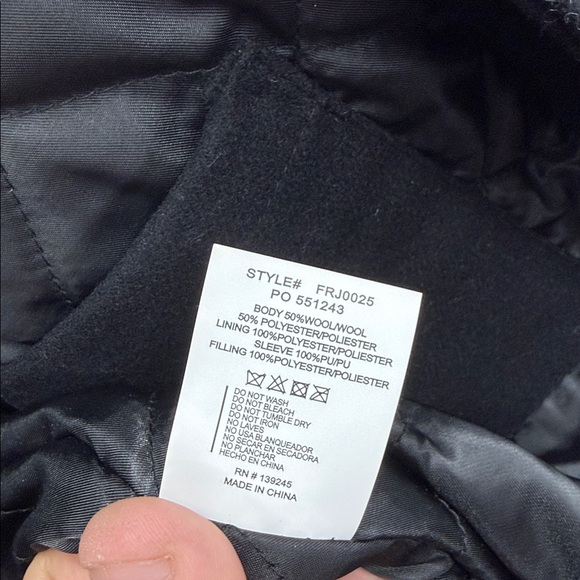 STYLE# FRJ0025
PO 551243
BODY 50%WOOL/WOOL
50% POLYESTER/POLIESTER
LINING 100%POLYESTER/POLIESTER
SLEEVE 100%PU/PU
FILLING 100%POLYESTER/POLIESTER
DO NOT WASH
DO NOT BLEACH
DO NOT TUMBLE DRY
DO NOT IRON
NO LAVES
NO USA BLANQUEADOR
NO SECAR EN SECADORA
NO PLANCHAR
HECHO EN CHINA
RN # 139245
MADE IN CHINA